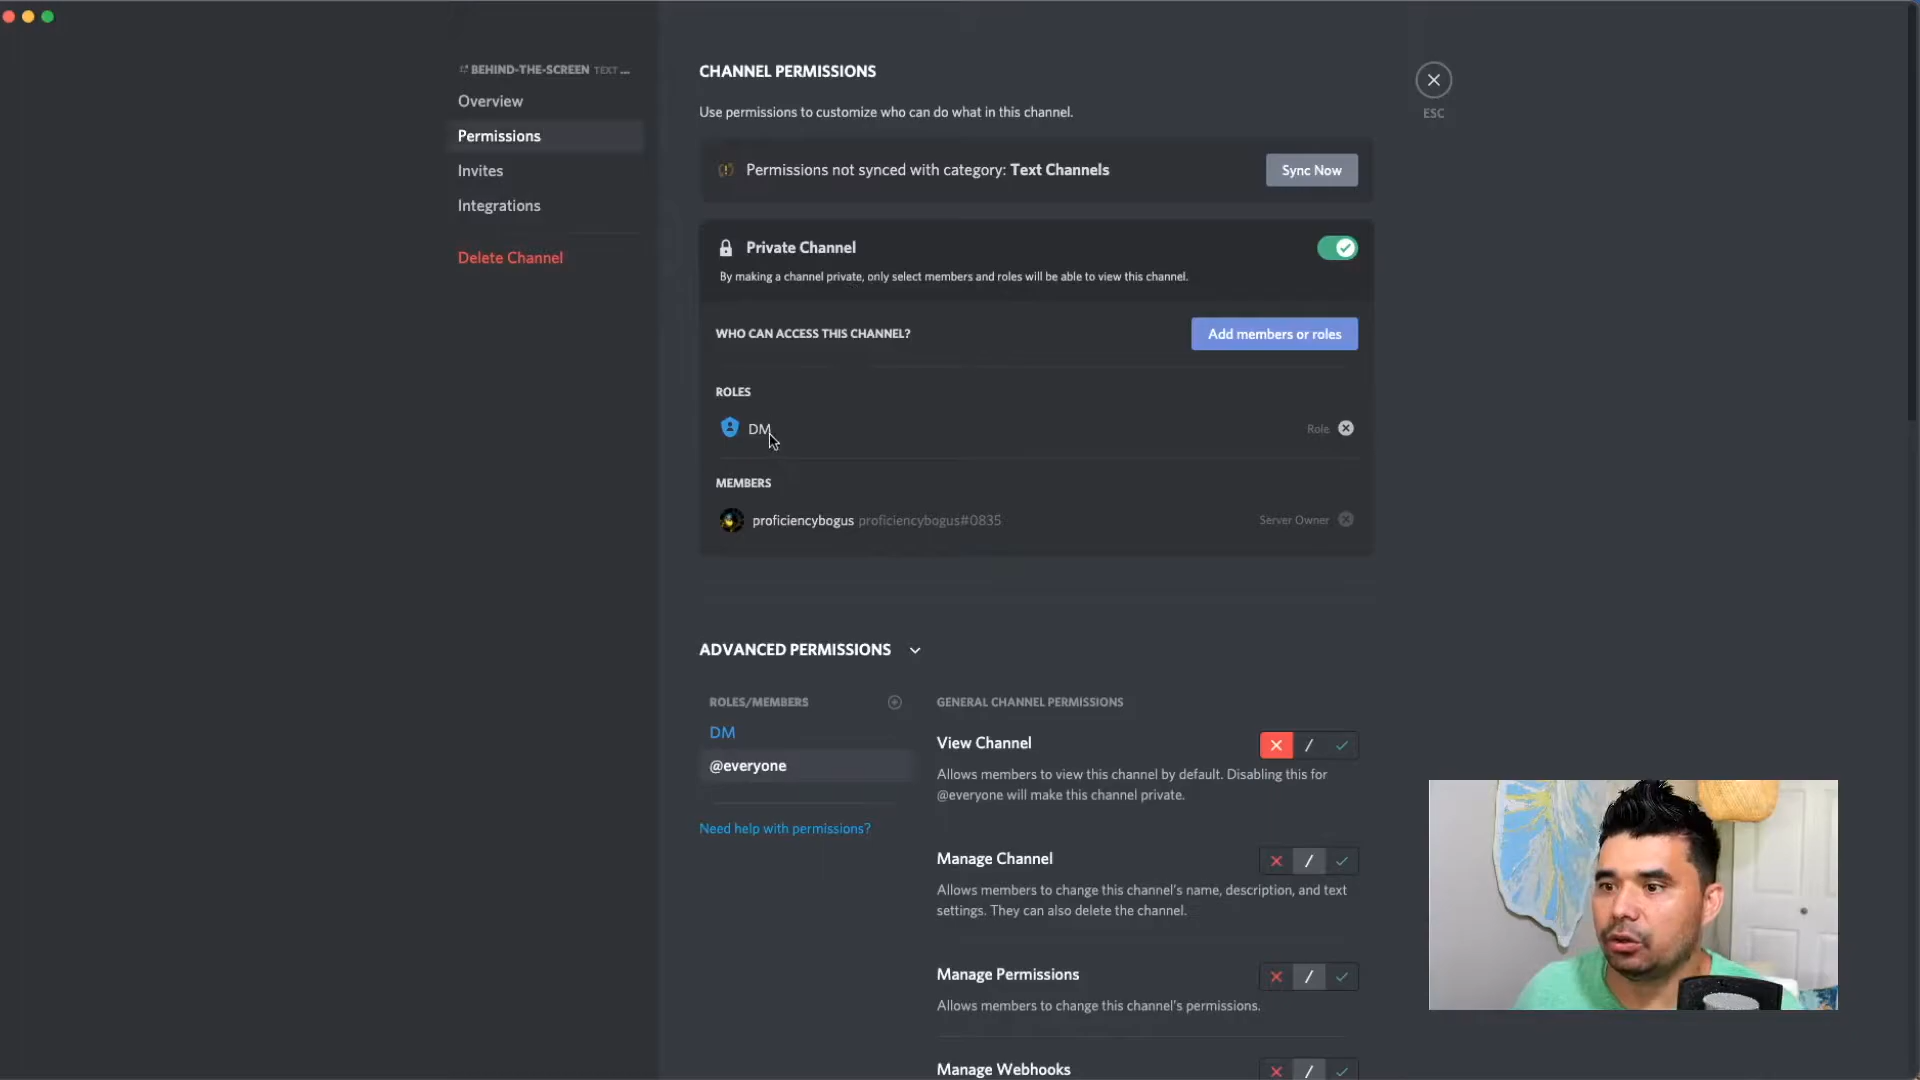 BEHIND-THE-SCREEN TEXT ...
Overview
Permissions
Invites
Integrations
Delete Channel
CHANNEL PERMISSIONS
Use permissions to customize who can do what in this channel.
Permissions not synced with category: Text Channels
Sync Now
Private Channel
By making a channel private, only select members and roles will be able to view this channel.
WHO CAN ACCESS THIS CHANNEL?
Add members or roles
ROLES
DM
Role
MEMBERS
proficiencybogus proficiencybogus#0835
Server Owner
ESC
ADVANCED PERMISSIONS
ROLES/MEMBERS
DM
@everyone
Need help with permissions?
GENERAL CHANNEL PERMISSIONS
View Channel
Allows members to view this channel by default. Disabling this for
@everyone will make this channel private.
Manage Channel
Allows members to change this channel's name, description, and text
settings. They can also delete the channel.
Manage Permissions
Allows members to change this channel's permissions.
Manage Webhooks